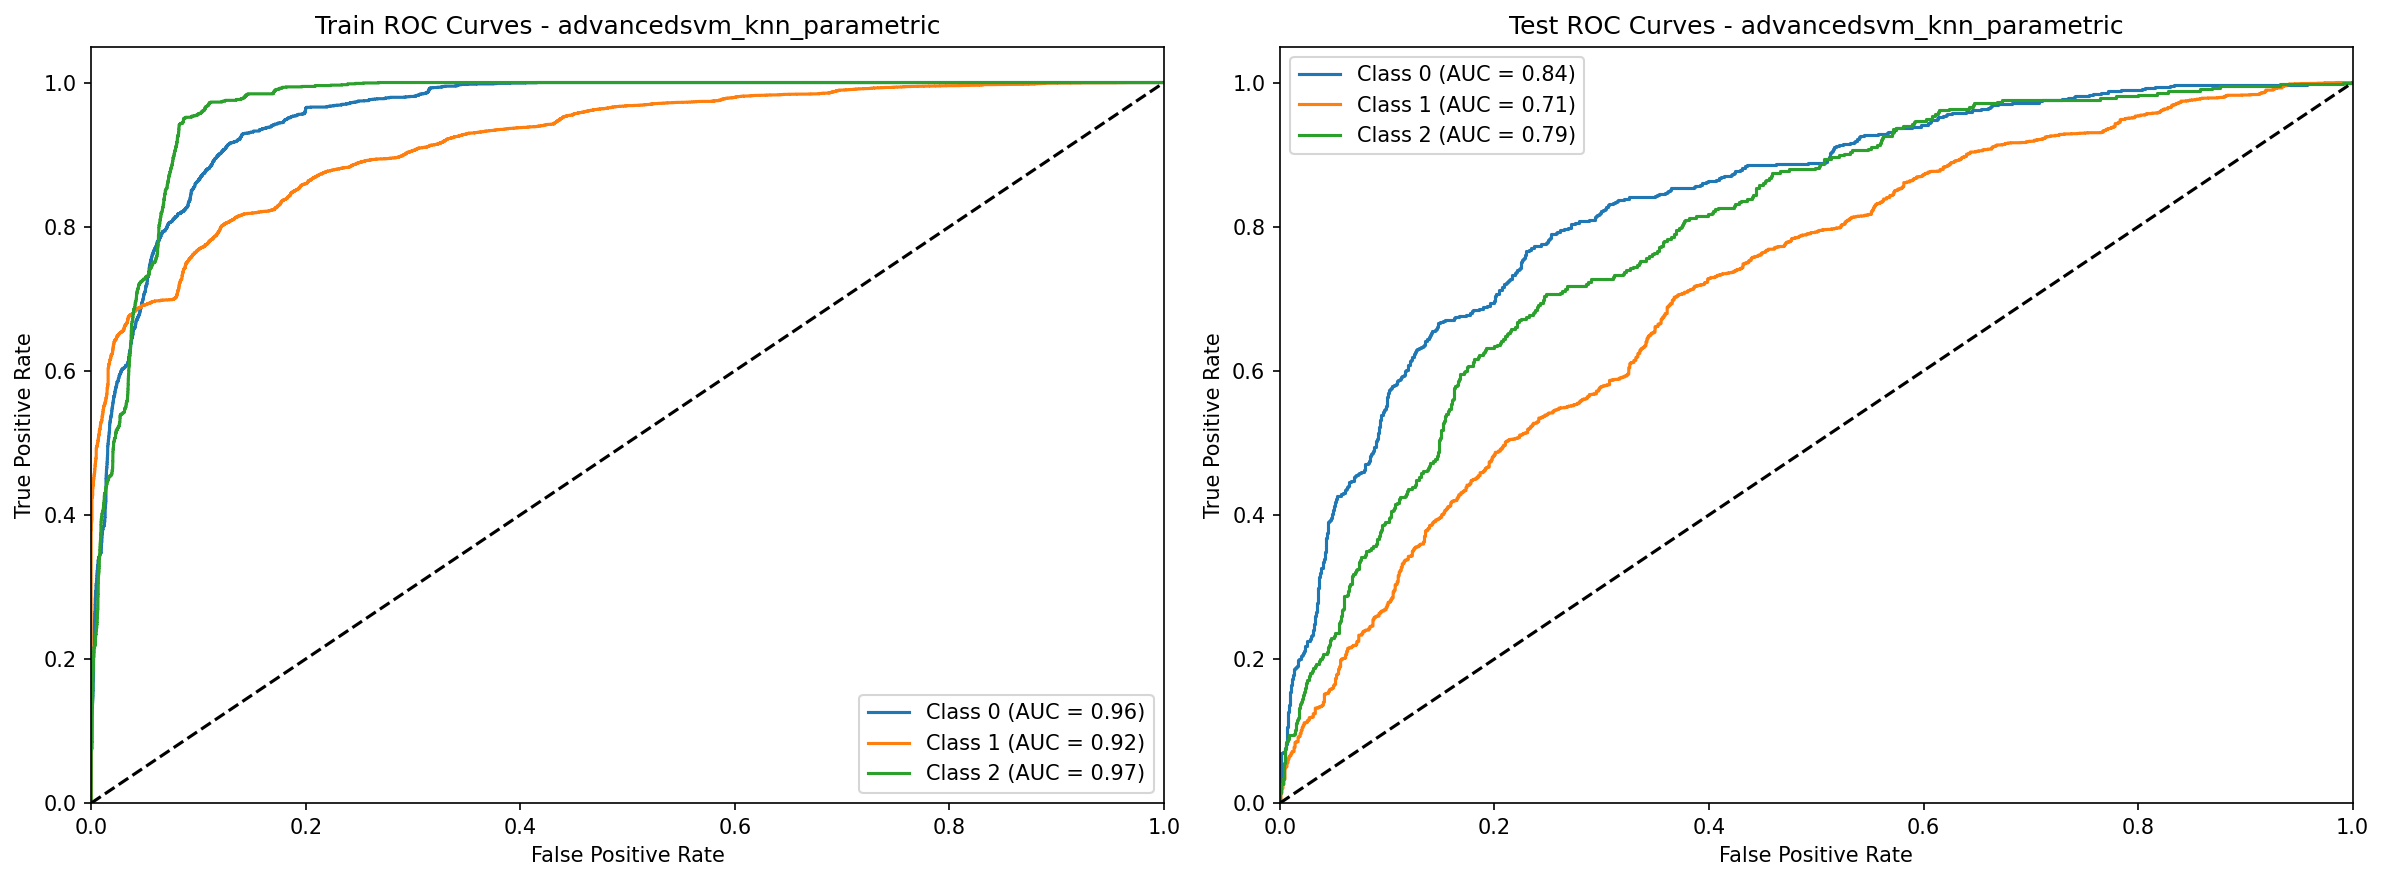 Train ROC Curves - advancedsvm_knn_parametric
True Positive Rate
1.0
0.8
0.6
0.4
0.2
0.0
Class 0 (AUC = 0.96)
Class 1 (AUC = 0.92)
Class 2 (AUC = 0.97)
0.0 0.2 0.4 0.6 0.8 1.0
False Positive Rate
Test ROC Curves - advancedsvm_knn_parametric
Class 0 (AUC = 0.84)
Class 1 (AUC = 0.71)
Class 2 (AUC = 0.79)
True Positive Rate
1.0
0.8
0.6
0.4
0.2
0.0
0.0 0.2 0.4 0.6 0.8 1.0
False Positive Rate